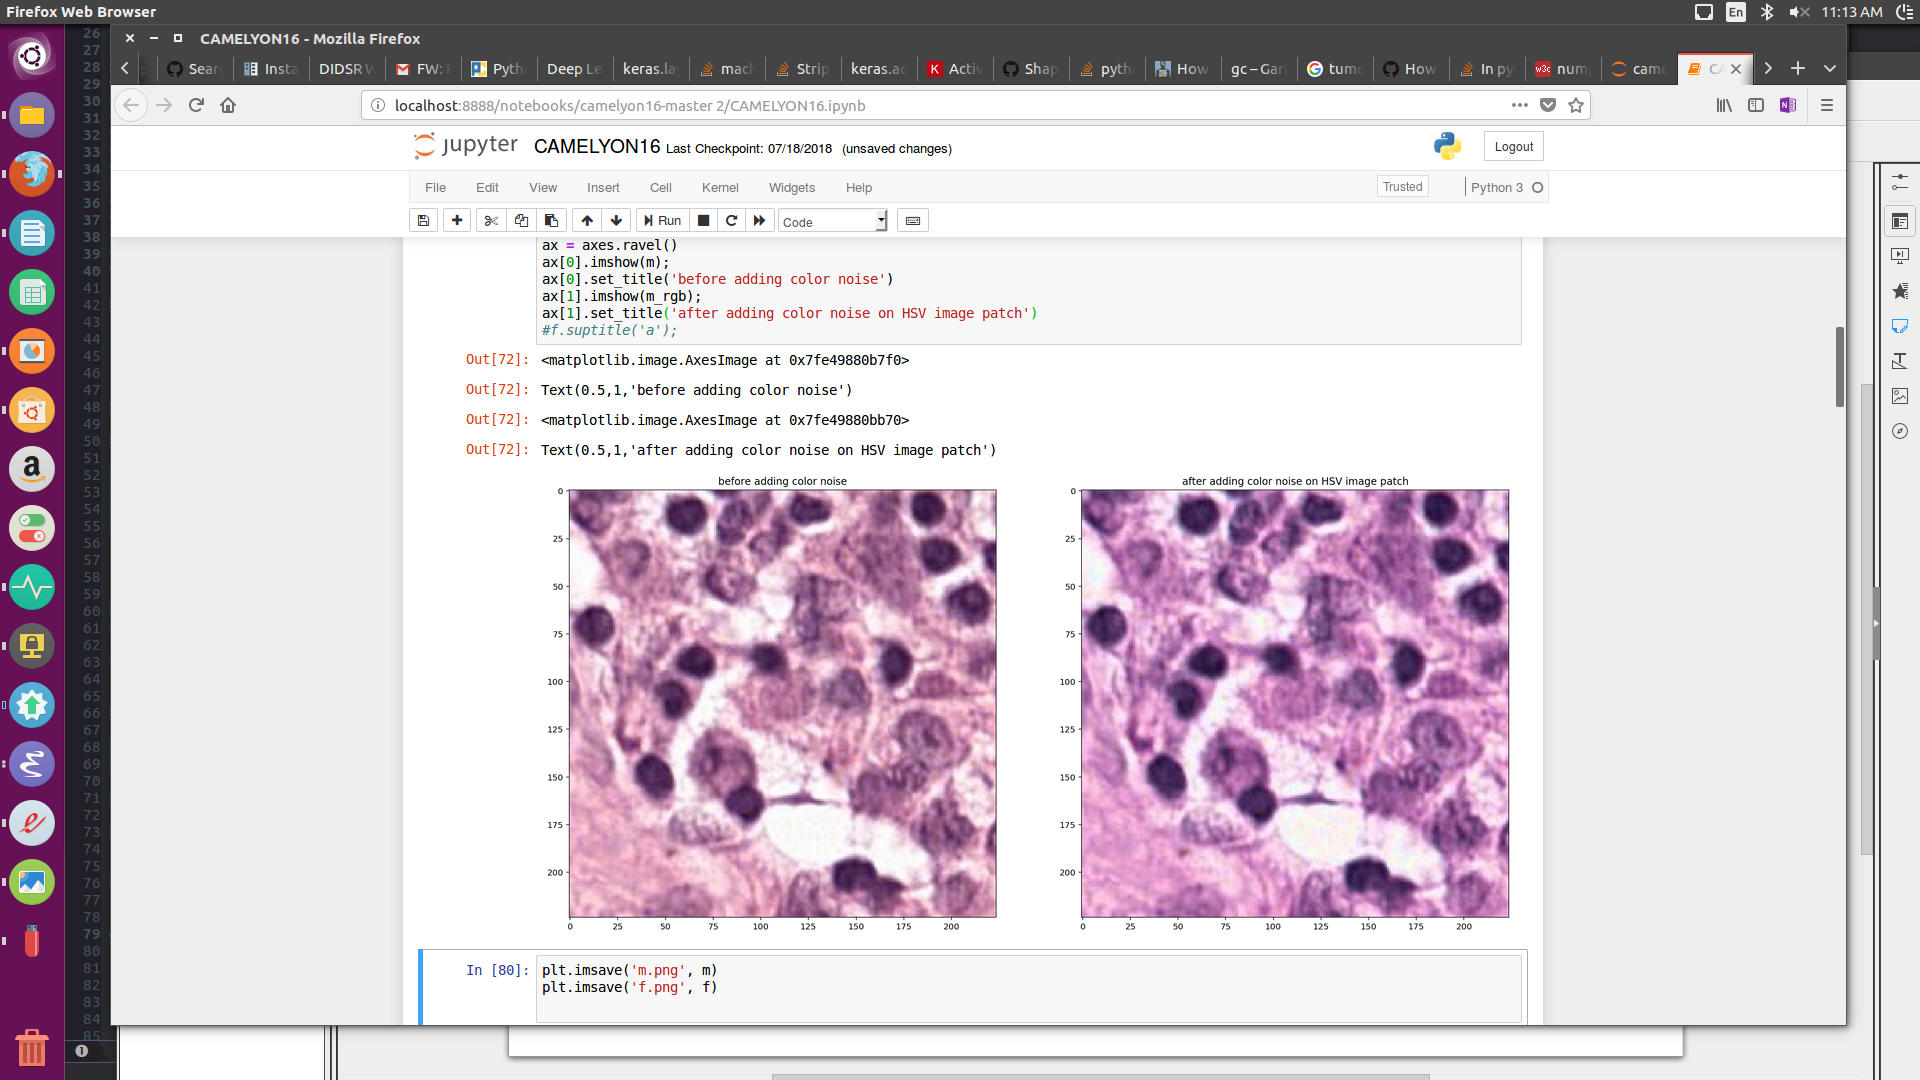 Firefox Web Browser
En
11:13 AM
CAMELYON16 - Mozilla Firefox
Sear
Insta
DIDSR W
FW:
Pyth
Deep Le
keras.la
mach
Strip
keras.ac
Activ
Shap
pyth
How
gc – Gar
tumo
How
In py
w3c
num
came
localhost:8888/notebooks/camelyon16-master 2/CAMELYON16.ipynb
jupyter CAMELYON16 Last Checkpoint: 07/18/2018 (unsaved changes)
Logout
File Edit View Insert Cell Kernel Widgets Help
Trusted
Python 3
Run
Code
ax = axes.ravel()
ax[0].imshow(m);
ax[0].set_title('before adding color noise')
ax[1].imshow(m_rgb);
ax[1].set_title('after adding color noise on HSV image patch')
#f.suptitle('a');
Out[72]: <matplotlib.image.AxesImage at 0x7fe49880b7f0>
Out[72]: Text(0.5,1,'before adding color noise')
Out[72]: <matplotlib.image.AxesImage at 0x7fe49880bb70>
Out[72]: Text(0.5,1,'after adding color noise on HSV image patch')
before adding color noise
0
25
50
75
100
125
150
175
200
0 25 50 75 100 125 150 175 200
after adding color noise on HSV image patch
0
25
50
75
100
125
150
175
200
0 25 50 75 100 125 150 175 200
In [80]: plt.imsave('m.png', m)
plt.imsave('f.png', f)
26
27
28
29
30
31
32
33
34
35
36
37
38
39
40
41
42
43
44
45
46
47
48
49
50
51
52
53
54
55
56
57
58
59
60
61
62
63
64
65
66
67
68
69
70
71
72
73
74
75
76
77
78
79
80
81
82
83
84
85
1